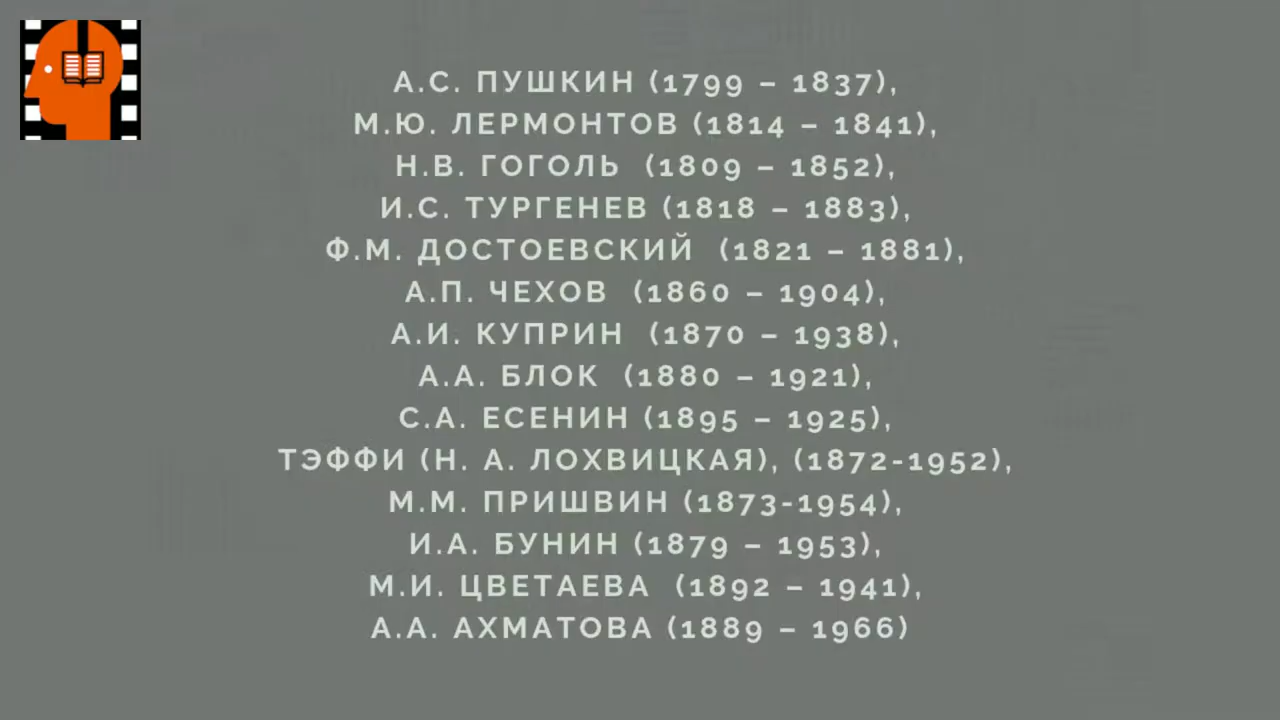 А.С. ПУШКИН (1799 – 1837),
М.Ю. ЛЕРМОНТОВ (1814 – 1841),
Н.В. ГОГОЛЬ (1809 – 1852),
И.С. ТУРГЕНЕВ (1818 – 1883),
Ф.М. ДОСТОЕВСКИЙ (1821 – 1881),
А.П. ЧЕХОВ (1860 – 1904),
А.И. КУПРИН (1870 – 1938),
А.А. БЛОК (1880 – 1921),
С.А. ЕСЕНИН (1895 – 1925),
ТЭФФИ (Н. А. ЛОХВИЦКАЯ), (1872-1952),
М.М. ПРИШВИН (1873-1954),
И.А. БУНИН (1879 – 1953),
М.И. ЦВЕТАЕВА (1892 – 1941),
А.А. АХМАТОВА (1889 – 1966)